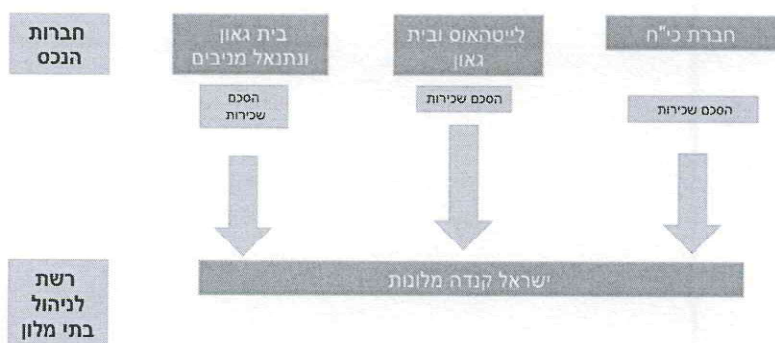 חברות
הנכס
חברת כי"ח
לייטהאוס ובית
גאון
בית גאון
ונתנאל מניבים
הסכם שכירות
הסכם שכירות
הסכם
שכירות
רשת
לניהול
בתי מלון
ישראל קנדה מלונות